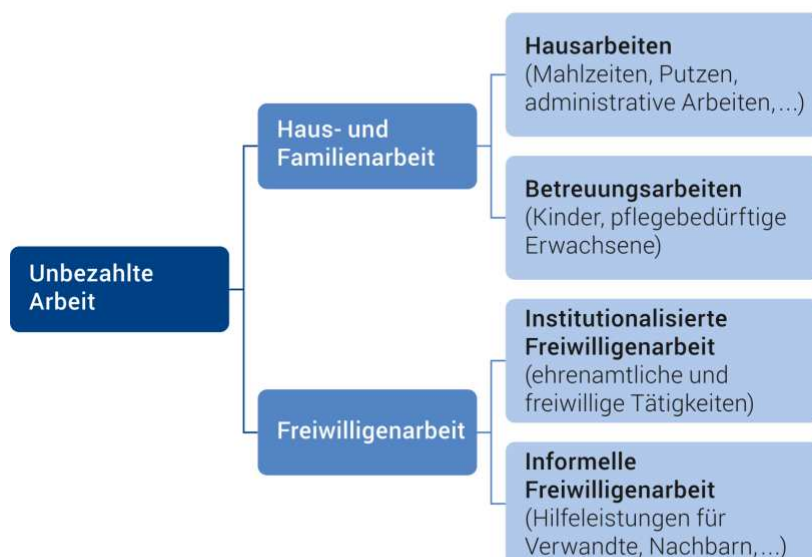 Unbezahlte
Arbeit
Haus- und
Familienarbeit
Hausarbeiten
(Mahlzeiten, Putzen,
administrative Arbeiten,...)
Betreuungsarbeiten
(Kinder, pflegebedürftige
Erwachsene)
Freiwilligenarbeit
Institutionalisierte
Freiwilligenarbeit
(ehrenamtliche und
freiwillige Tätigkeiten)
Informelle
Freiwilligenarbeit
(Hilfeleistungen für
Verwandte, Nachbarn,...)